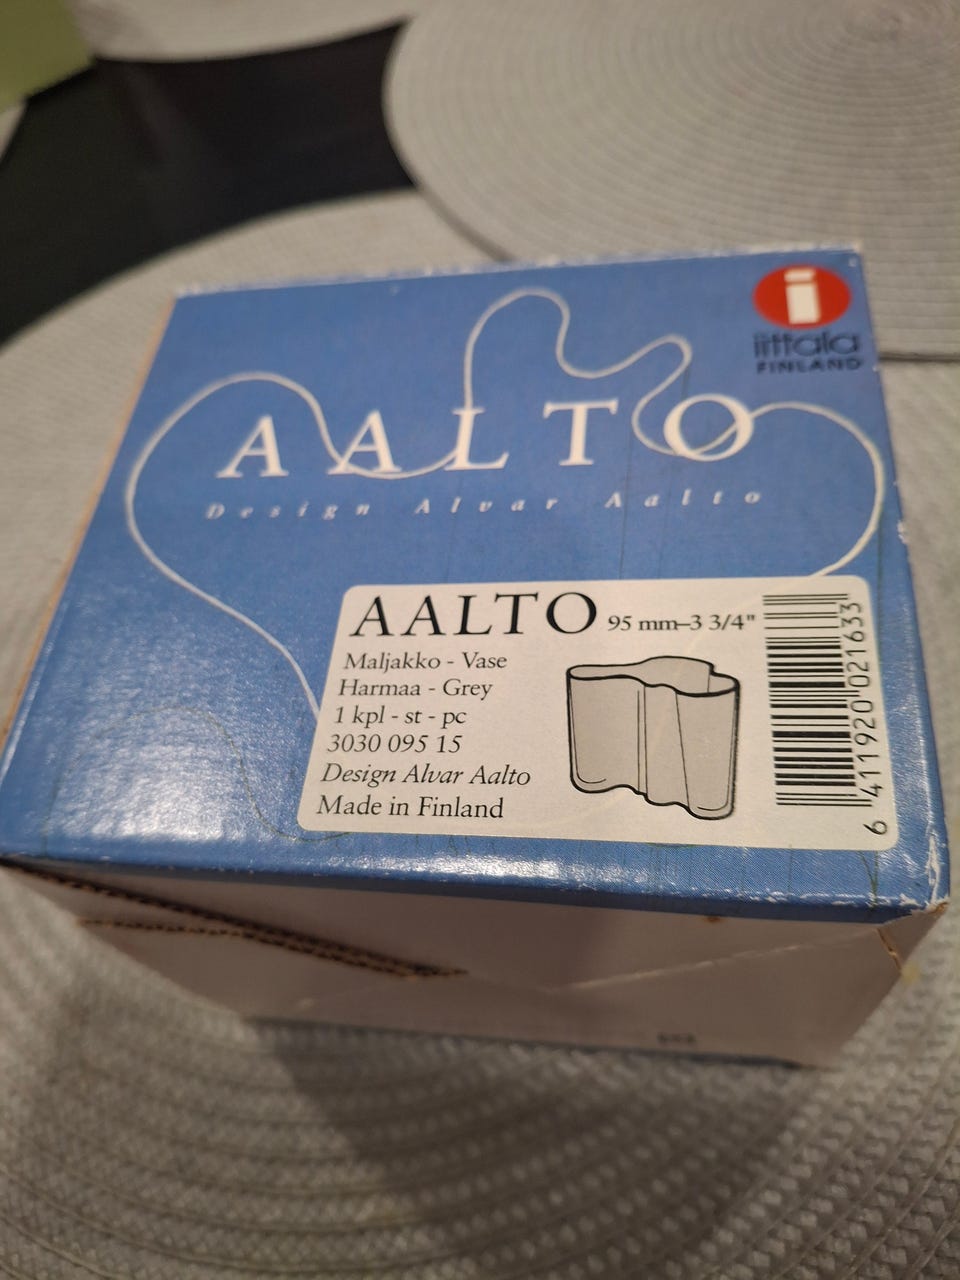 i
iittala
FINLAND
AALTO
Design Alvar Aalto
AALTO 95 mm–3 3/4"
Maljakko - Vase
Harmaa - Grey
1 kpl - st - pc
3030 095 15
Design Alvar Aalto
Made in Finland
6 411920 021633